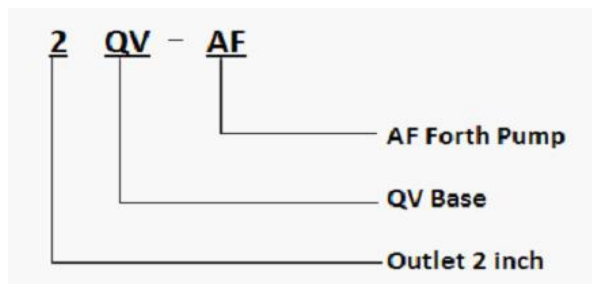 2 QV - AF
AF Forth Pump
QV Base
Outlet 2 inch